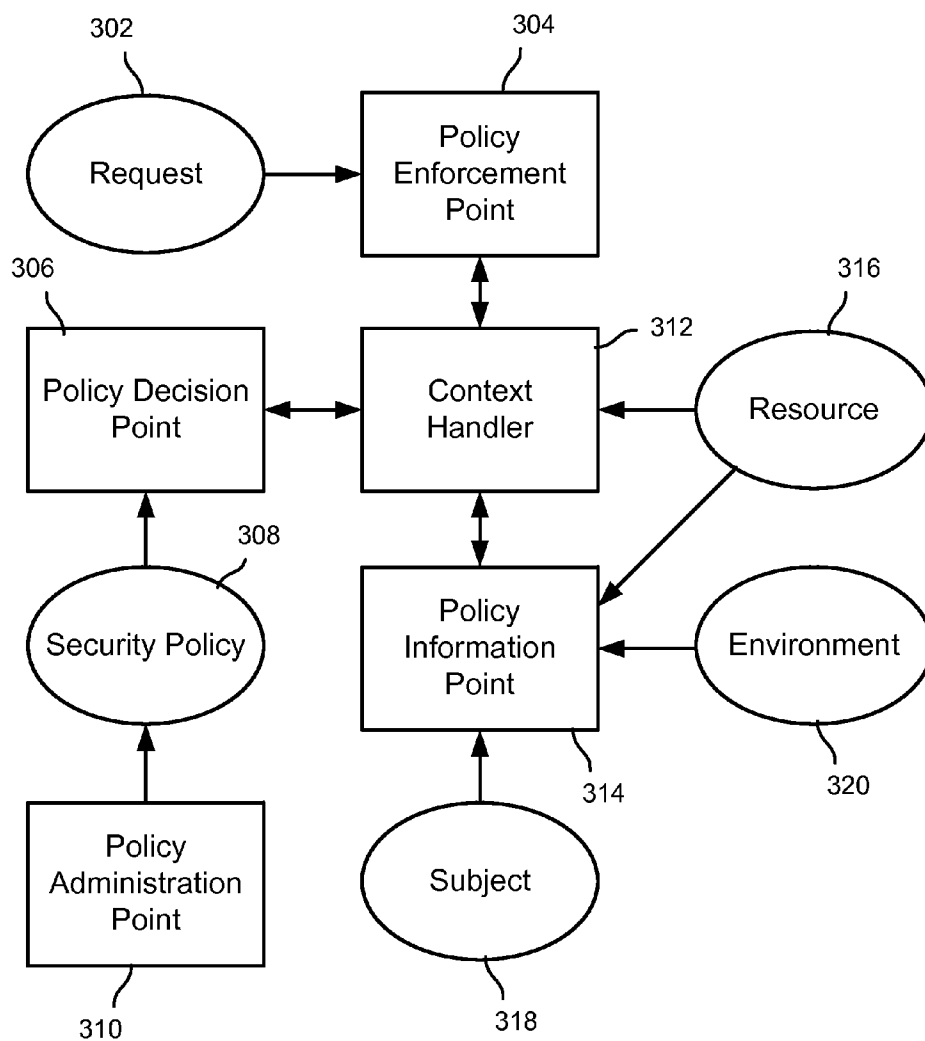 302
304
Request
Policy
Enforcement
Point
306
316
312
Policy Decision
Point
Context
Handler
Resource
308
Security Policy
Policy
Information
Point
Environment
314
320
Policy
Administration
Point
Subject
310
318